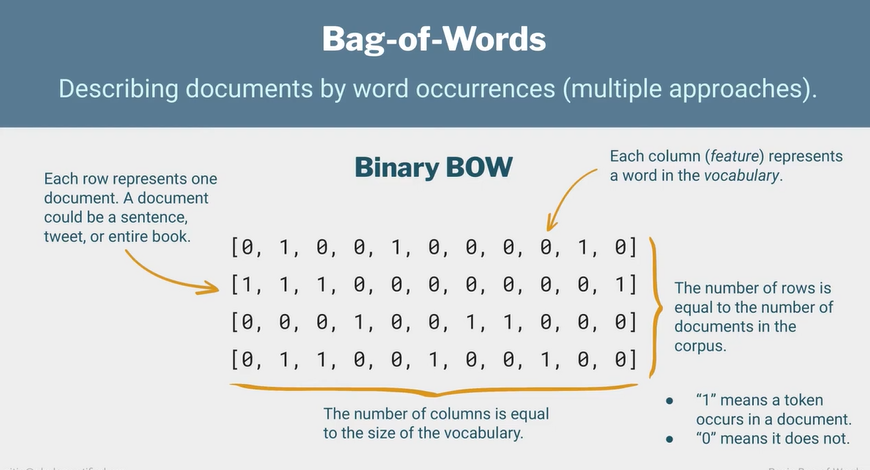 Bag-of-Words
Describing documents by word occurrences (multiple approaches).
Binary BOW
Each row represents one
document. A document
could be a sentence,
tweet, or entire book.
Each column (feature) represents
a word in the vocabulary.
[0, 1, 0, 0, 1, 0, 0, 0, 0, 1, 0]
[1, 1, 1, 0, 0, 0, 0, 0, 0, 0, 1]
[0, 0, 0, 1, 0, 0, 1, 1, 0, 0, 0]
[0, 1, 1, 0, 0, 1, 0, 0, 1, 0, 0]
The number of rows is
equal to the number of
documents in the
corpus.
The number of columns is equal
to the size of the vocabulary.
● “1” means a token
occurs in a document.
● “0” means it does not.